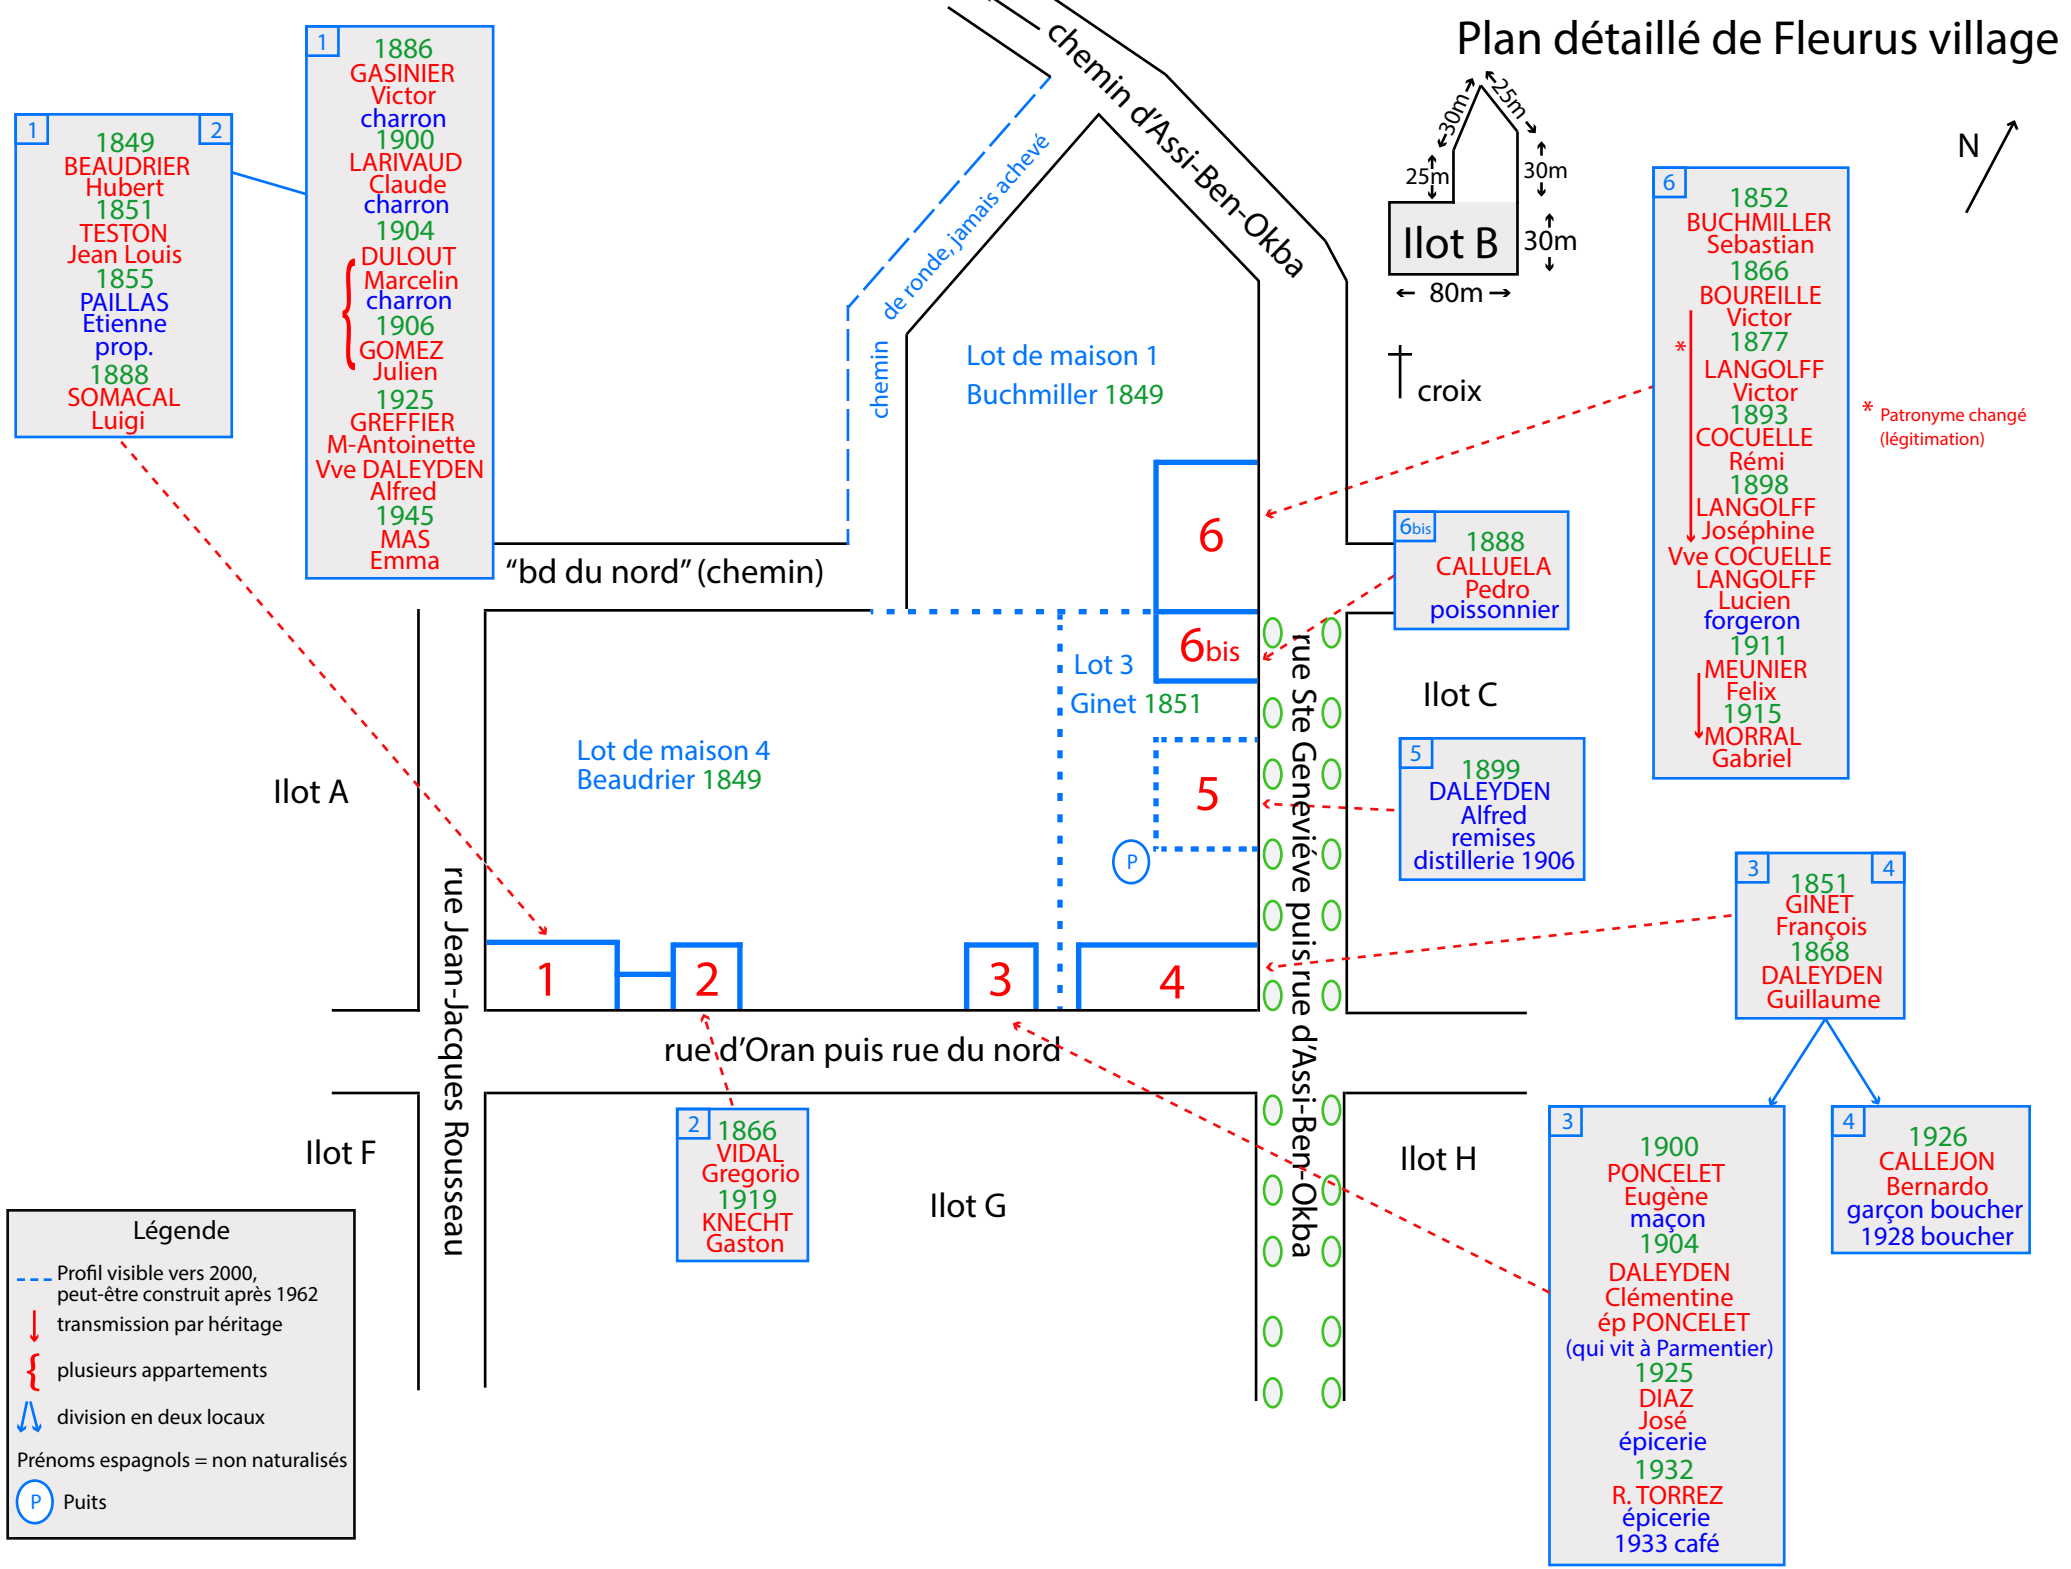 Plan détaillé de Fleurus village
1
2
1849
BEAUDRIER
Hubert
1851
TESTON
Jean Louis
1855
PAILLAS
Etienne
prop.
1888
SOMACAL
Luigi
1
1886
GASINIER
Victor
charron
1900
LARIVAUD
Claude
charron
1904
DULOUT
Marcelin
charron
1906
GOMEZ
Julien
1925
GREFFIER
M-Antoinette
Vve DALEYDEN
Alfred
1945
MAS
Emma
chemin d'Assi-Ben-Okba
chemin
de ronde, jamais achevé
30m
25m
25m
30m
Ilot B
30m
80m
N
croix
Lot de maison 1
Buchmiller 1849
6
1852
BUCHMILLER
Sebastian
1866
BOUREILLE
Victor
*
1877
LANGOLFF
Victor
1893
COCUELLE
Rémi
1898
LANGOLFF
Joséphine
Vve COCUELLE
LANGOLFF
Lucien
forgeron
1911
MEUNIER
Felix
1915
MORRAL
Gabriel
* Patronyme changé
(légitimation)
6
6bis
1888
CALLUELA
Pedro
poissonnier
"bd du nord" (chemin)
6bis
Lot 3
Ginet 1851
Ilot C
Lot de maison 4
Beaudrier 1849
Ilot A
5
5
1899
DALEYDEN
Alfred
remises
distillerie 1906
P
3
4
1851
GINET
François
1868
DALEYDEN
Guillaume
1
2
3
4
rue Jean-Jacques Rousseau
rue d'Oran puis rue du nord
rue Ste Geneviéve puis rue d'Assi-Ben-Okba
Ilot F
2
1866
VIDAL
Gregorio
1919
KNECHT
Gaston
Ilot G
Ilot H
3
1900
PONCELET
Eugène
maçon
1904
DALEYDEN
Clémentine
ép PONCELET
(qui vit à Parmentier)
1925
DIAZ
José
épicerie
1932
R. TORREZ
épicerie
1933 café
4
1926
CALLEJON
Bernardo
garçon boucher
1928 boucher
Légende
Profil visible vers 2000,
peut-être construit après 1962
transmission par héritage
{ plusieurs appartements
division en deux locaux
Prénoms espagnols = non naturalisés
P Puits